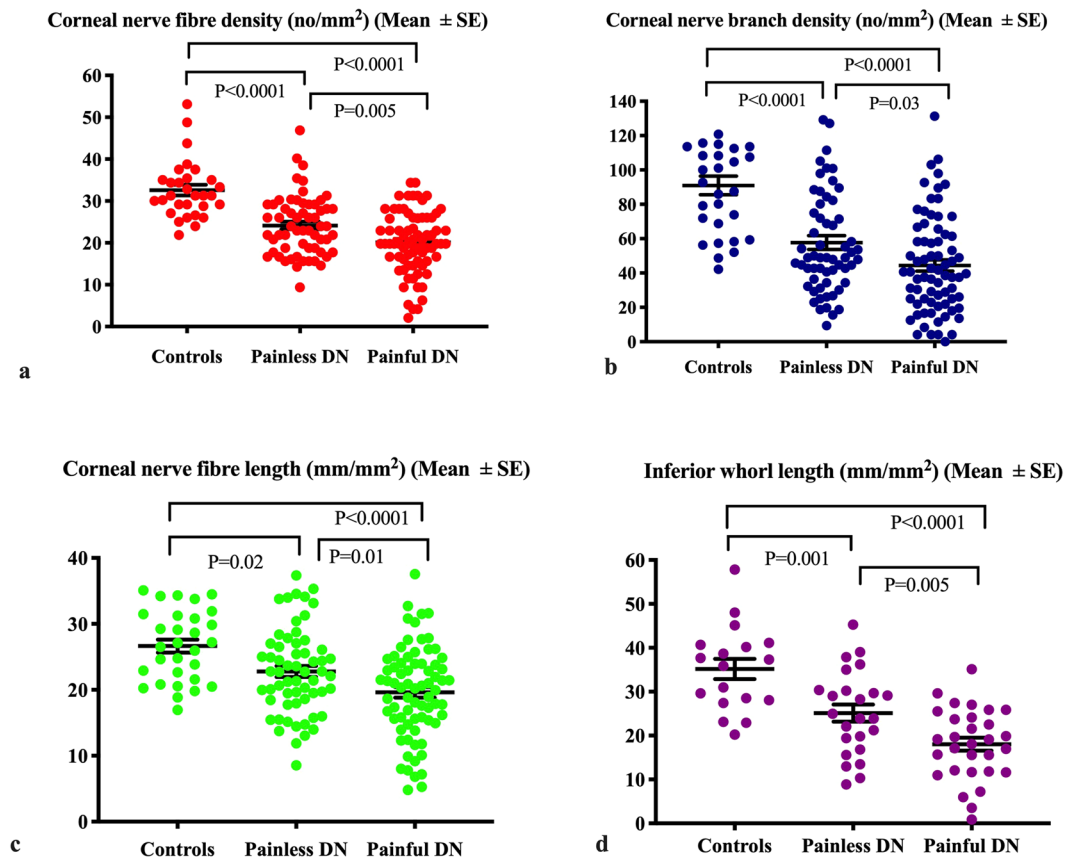 Corneal nerve fibre density (no/mm²) (Mean ± SE)
P<0.0001
P<0.0001
P=0.005
60
50
40
30
20
10
0
Controls Painless DN Painful DN
a
Corneal nerve branch density (no/mm²) (Mean ± SE)
P<0.0001
P<0.0001 P=0.03
140
120
100
80
60
40
20
0
Controls Painless DN Painful DN
b
Corneal nerve fibre length (mm/mm²) (Mean ± SE)
P<0.0001
P=0.02 P=0.01
40
30
20
10
0
Controls Painless DN Painful DN
c
Inferior whorl length (mm/mm²) (Mean ± SE)
P<0.0001
P=0.001
P=0.005
60
50
40
30
20
10
0
Controls Painless DN Painful DN
d